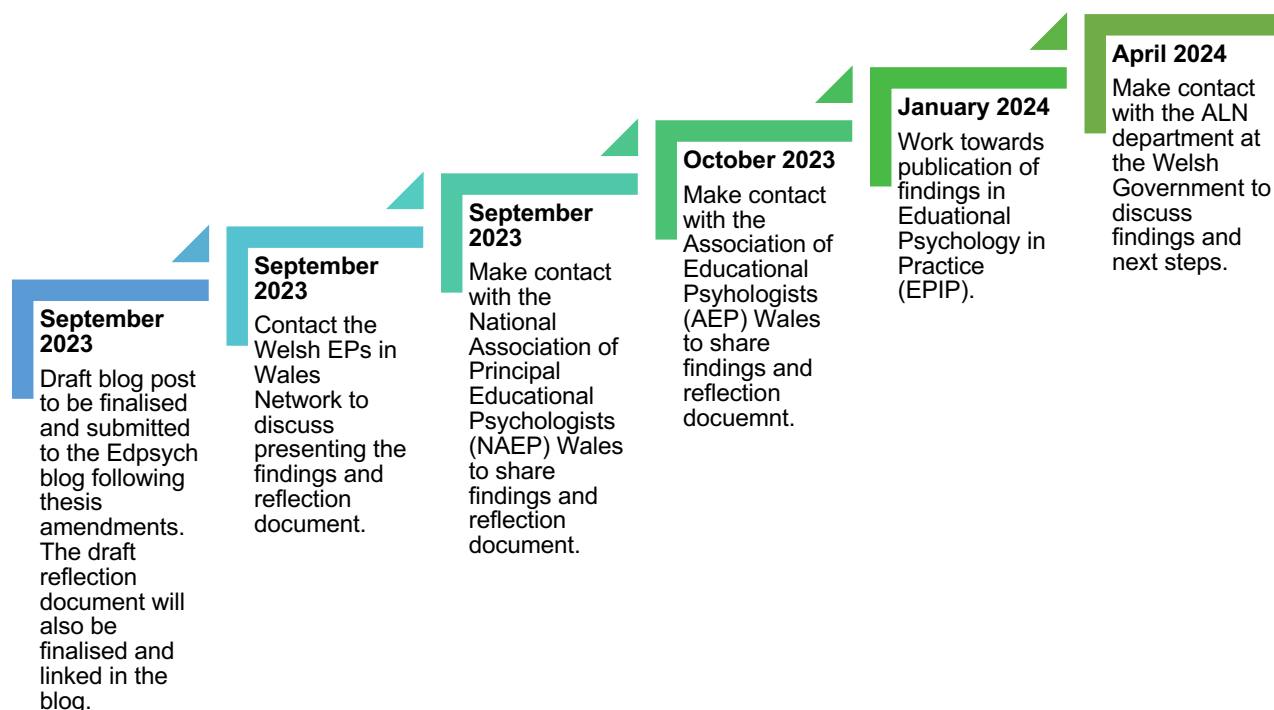 September
2023
Draft blog post
to be finalised
and submitted
to the Edpsych
blog following
thesis
amendments.
The draft
reflection
document will
also be
finalised and
linked in the
blog.
September
2023
Contact the
Welsh EPs in
Wales
Network to
discuss
presenting the
findings and
reflection
document.
September
2023
Make contact
with the
National
Association of
Principal
Educational
Psychologists
(NAEP) Wales
to share
findings and
reflection
document.
October 2023
Make contact
with the
Association of
Educational
Psyhologists
(AEP) Wales
to share
findings and
reflection
docuemnt.
January 2024
Work towards
publication of
findings in
Eduational
Psychology in
Practice
(EPIP).
April 2024
Make contact
with the ALN
department at
the Welsh
Government to
discuss
findings and
next steps.